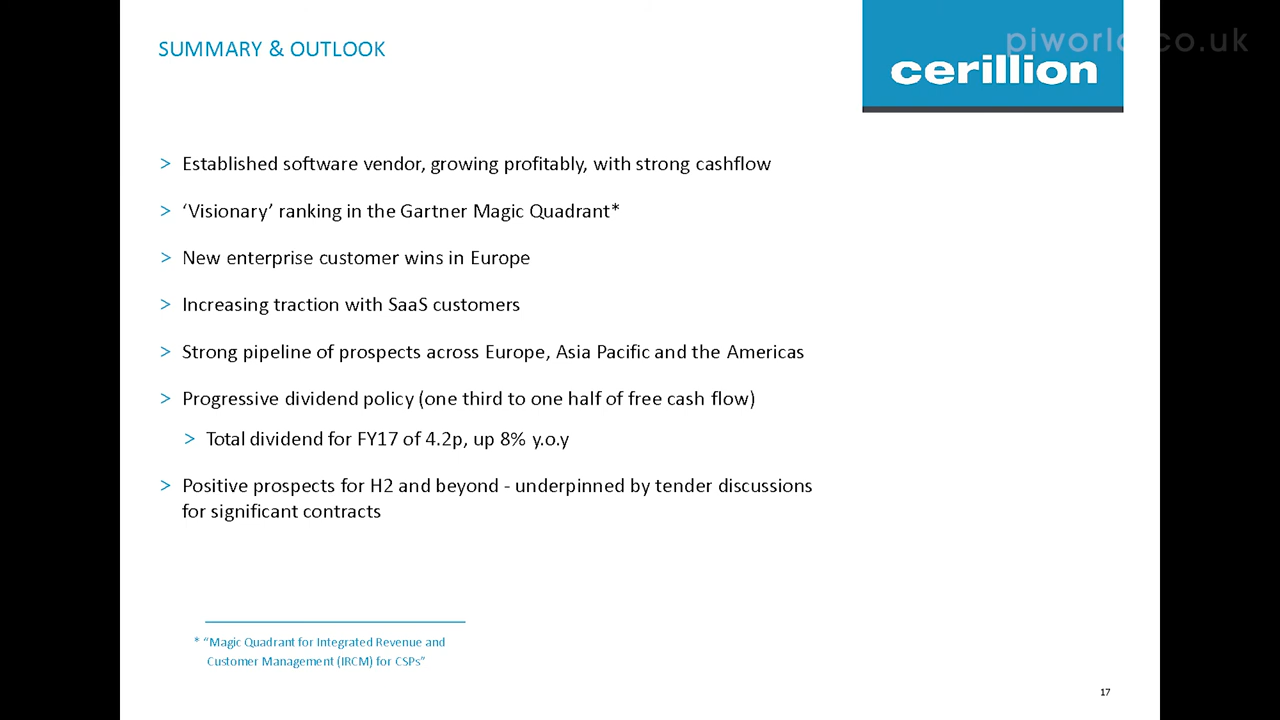 SUMMARY & OUTLOOK
piworld.co.uk
cerillion
> Established software vendor, growing profitably, with strong cashflow
> ‘Visionary’ ranking in the Gartner Magic Quadrant*
> New enterprise customer wins in Europe
> Increasing traction with SaaS customers
> Strong pipeline of prospects across Europe, Asia Pacific and the Americas
> Progressive dividend policy (one third to one half of free cash flow)
> Total dividend for FY17 of 4.2p, up 8% y.o.y
> Positive prospects for H2 and beyond - underpinned by tender discussions
for significant contracts
* “Magic Quadrant for Integrated Revenue and
Customer Management (IRCM) for CSPs”
17